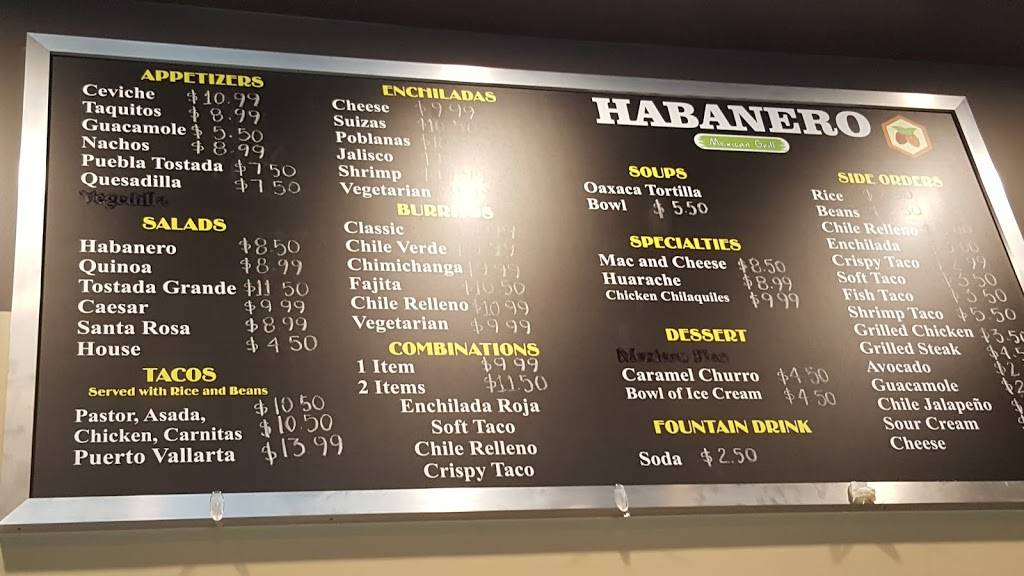 APPETIZERS
Ceviche $10.99
Taquitos $8.99
Guacamole $5.50
Nachos $8.99
Puebla Tostada $7.50
Quesadilla $7.50
SALADS
Habanero $8.50
Quinoa $8.99
Tostada Grande $11.50
Caesar $9.99
Santa Rosa $8.99
House $4.50
TACOS
Served with Rice and Beans
Pastor, Asada, $10.50
Chicken, Carnitas $10.50
Puerto Vallarta $13.99
ENCHILADAS
Cheese $9.99
Suizas
Poblanas
Jalisco
Shrimp
Vegetarian
BURRITOS
Classic
Chile Verde
Chimichanga
Fajita $10.50
Chile Relleno $10.99
Vegetarian $9.99
COMBINATIONS
1 Item $9.99
2 Items $11.50
Enchilada Roja
Soft Taco
Chile Relleno
Crispy Taco
HABANERO
Mexican Grill
SOUPS
Oaxaca Tortilla
Bowl $5.50
SPECIALTIES
Mac and Cheese $8.50
Huarache $8.99
Chicken Chilaquiles $9.99
DESSERT
Caramel Churro $4.50
Bowl of Ice Cream $4.50
FOUNTAIN DRINK
Soda $2.50
SIDE ORDERS
Rice
Beans
Chile Relleno
Enchilada
Crispy Taco
Soft Taco $3.50
Fish Taco $3.50
Shrimp Taco $5.50
Grilled Chicken
Grilled Steak
Avocado
Guacamole
Chile Jalapeño
Sour Cream
Cheese